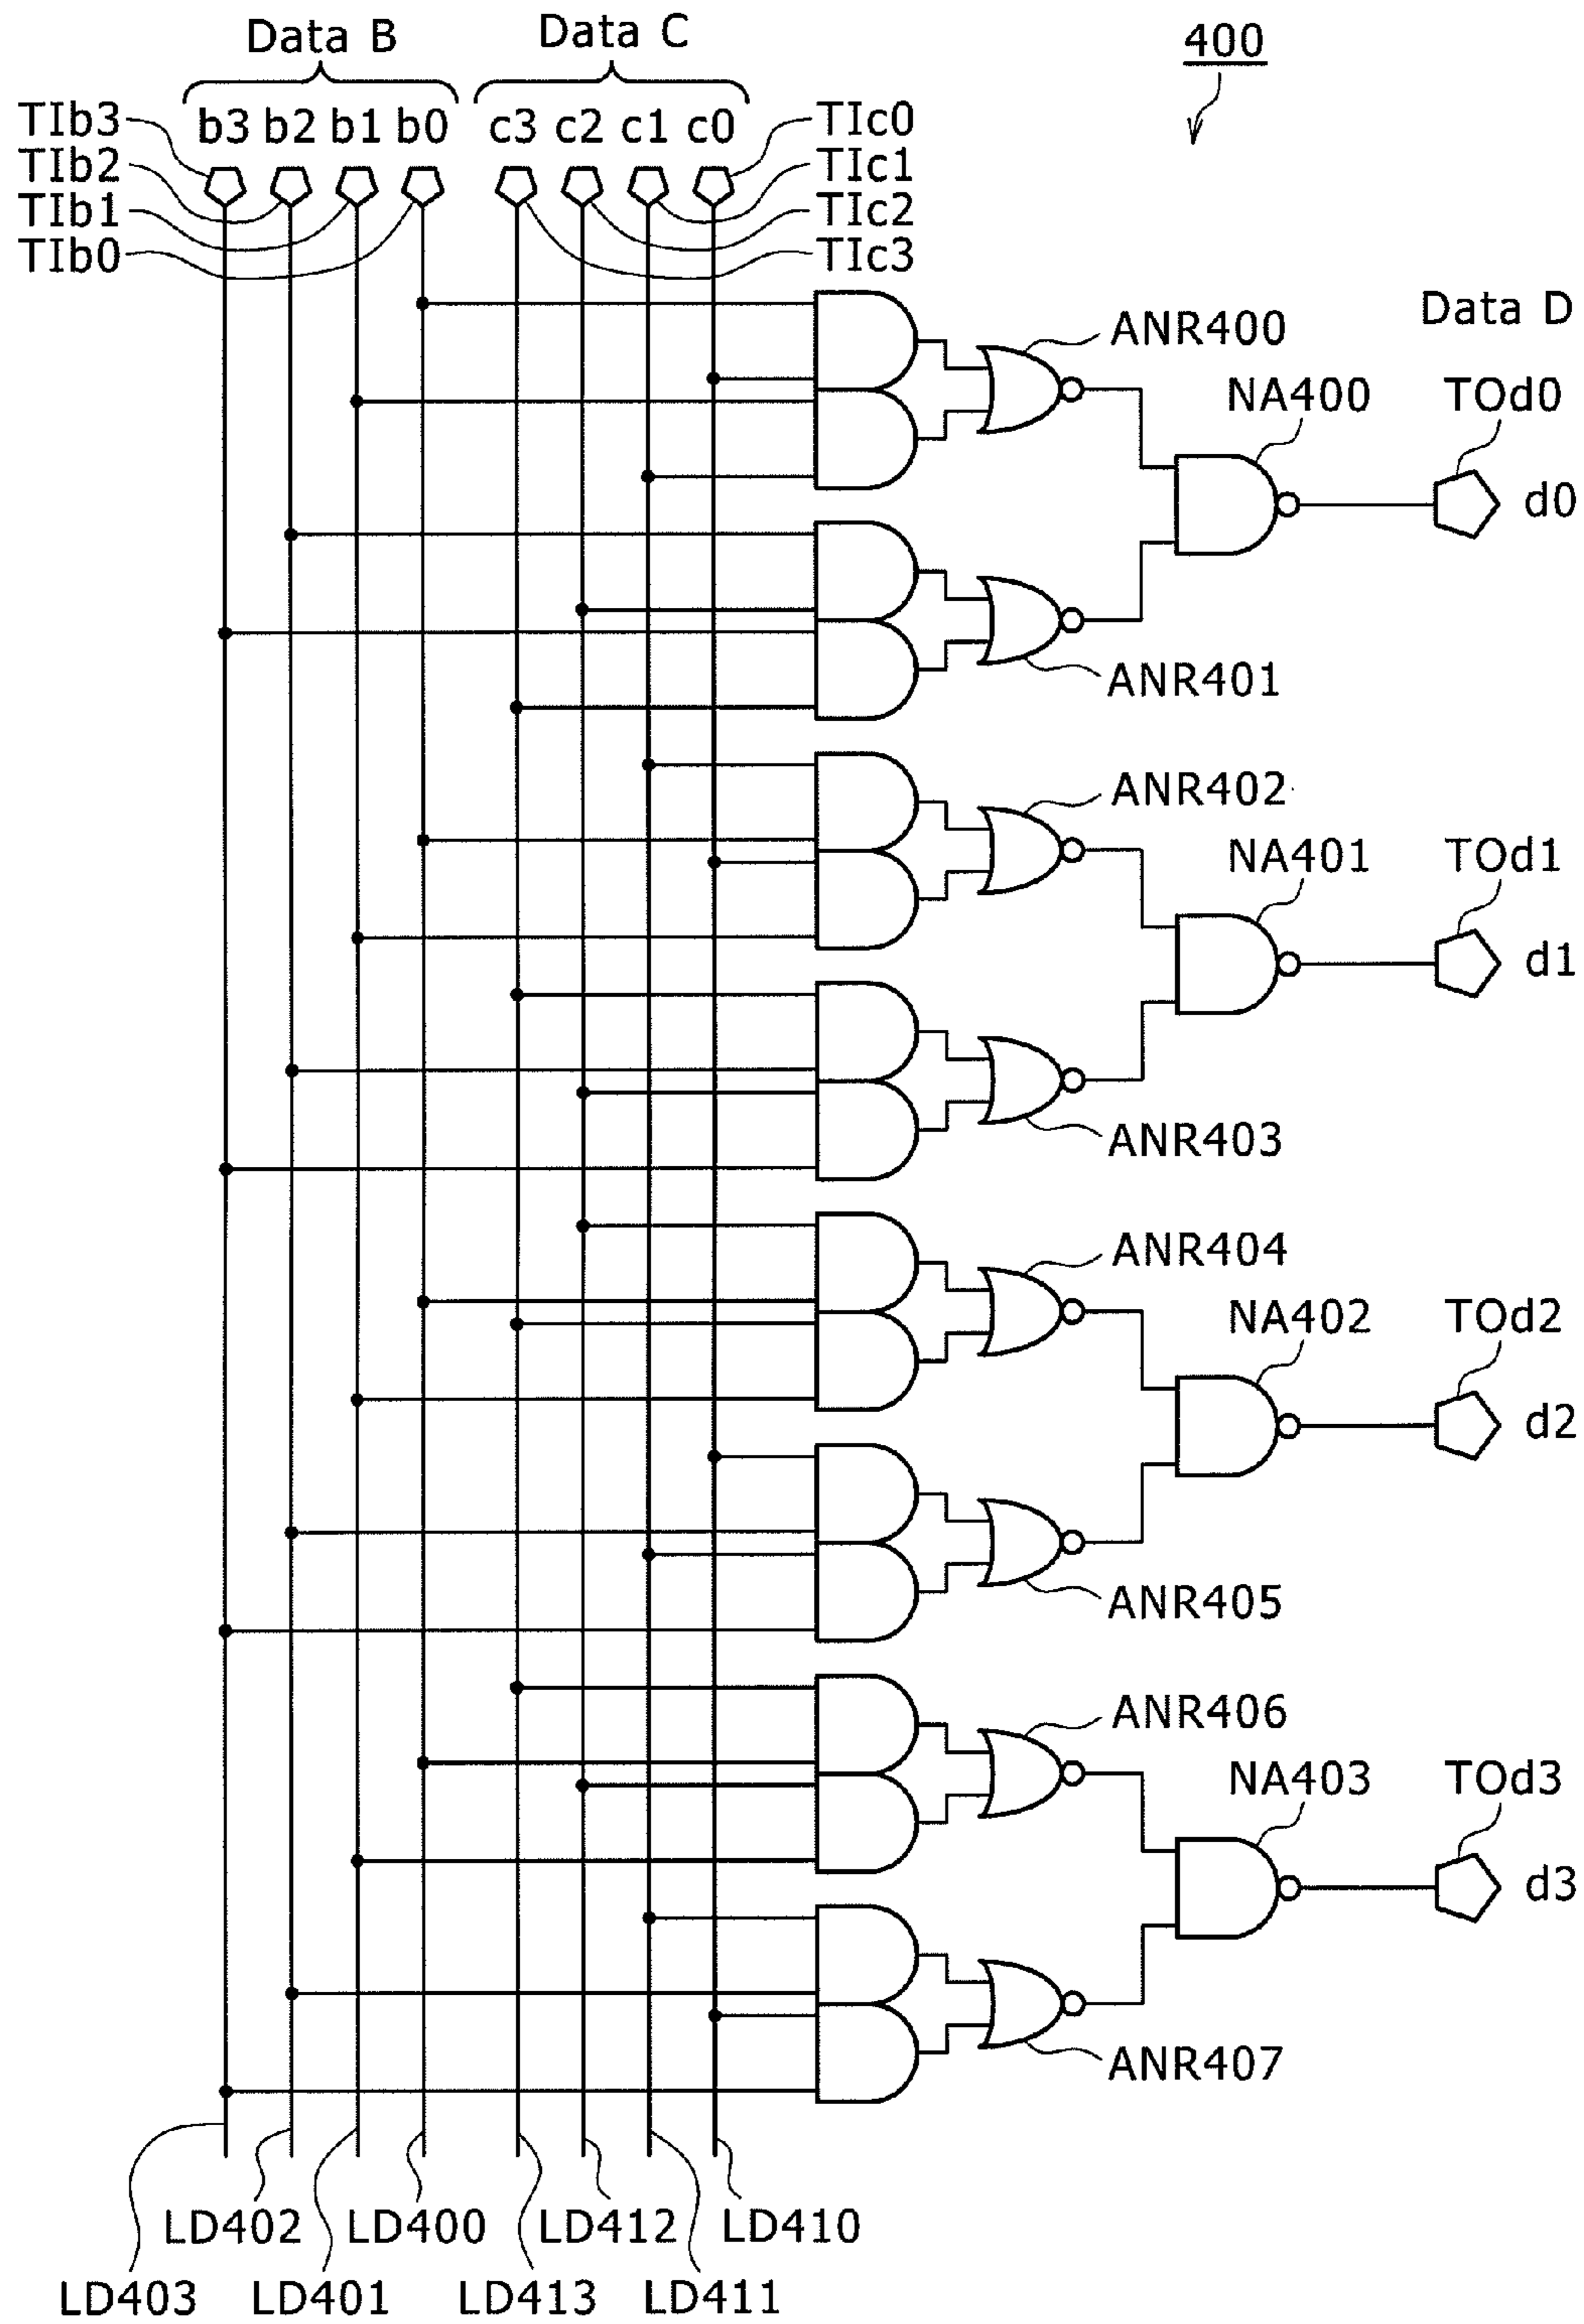 Data B Data C 400
b3 b2 b1 b0 c3 c2 c1 c0
TIb3 TIc0
TIb2 TIc1
TIb1 TIc2
TIb0 TIc3
Data D
ANR400
NA400 TOd0
d0
ANR401
ANR402
NA401 TOd1
d1
ANR403
ANR404
NA402 TOd2
d2
ANR405
ANR406
NA403 TOd3
d3
ANR407
LD402 LD400 LD412 LD410
LD403 LD401 LD413 LD411